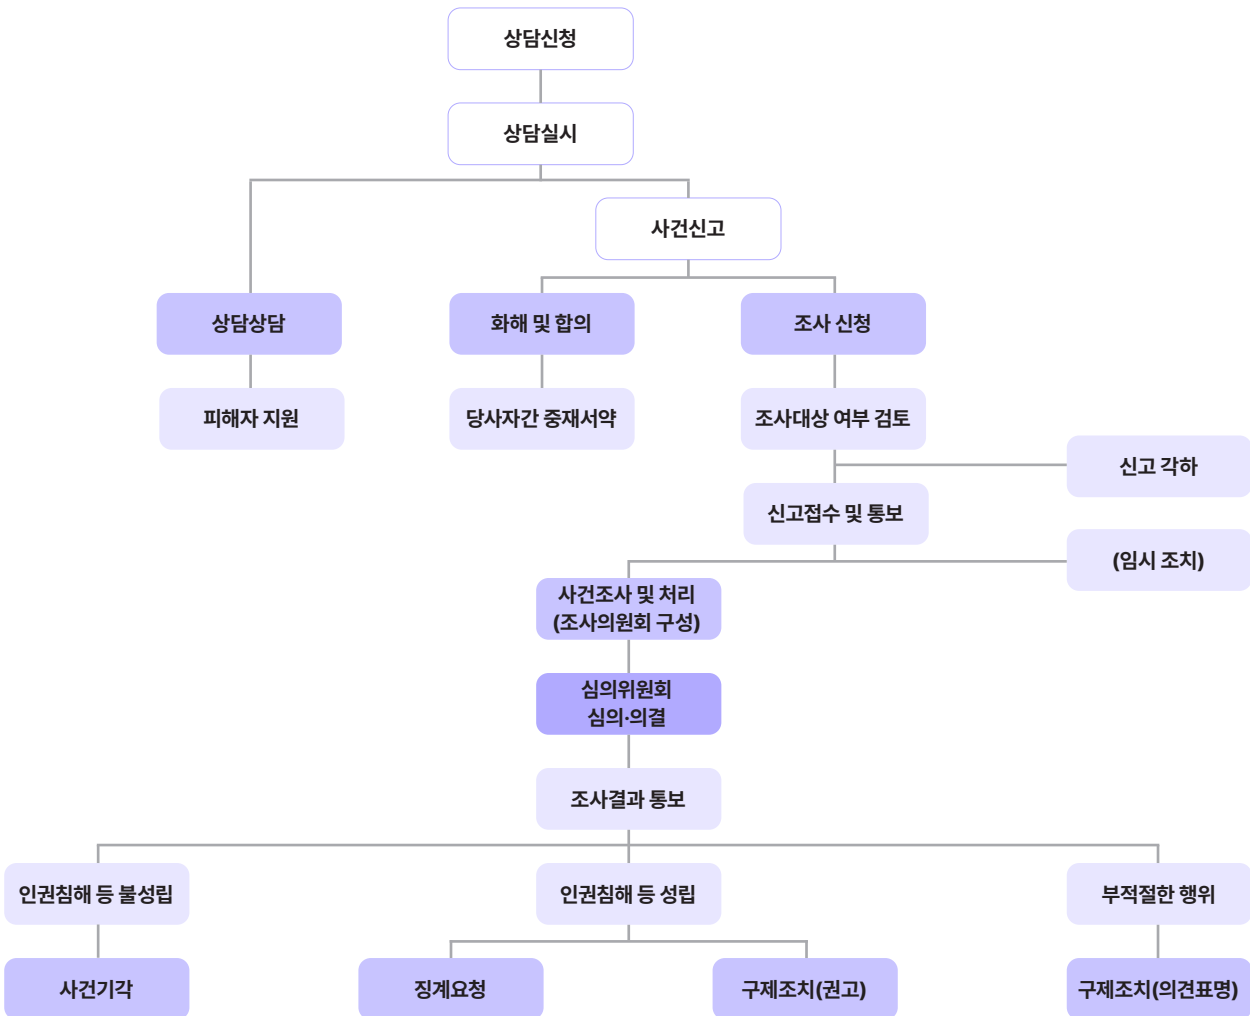 상담신청
상담실시
사건신고
상담상담
화해 및 합의
조사 신청
피해자 지원
당사자간 중재서약
조사대상 여부 검토
신고 각하
신고접수 및 통보
(임시 조치)
사건조사 및 처리
(조사의원회 구성)
심의위원회
심의·의결
조사결과 통보
인권침해 등 불성립
인권침해 등 성립
부적절한 행위
사건기각
징계요청
구제조치(권고)
구제조치(의견표명)